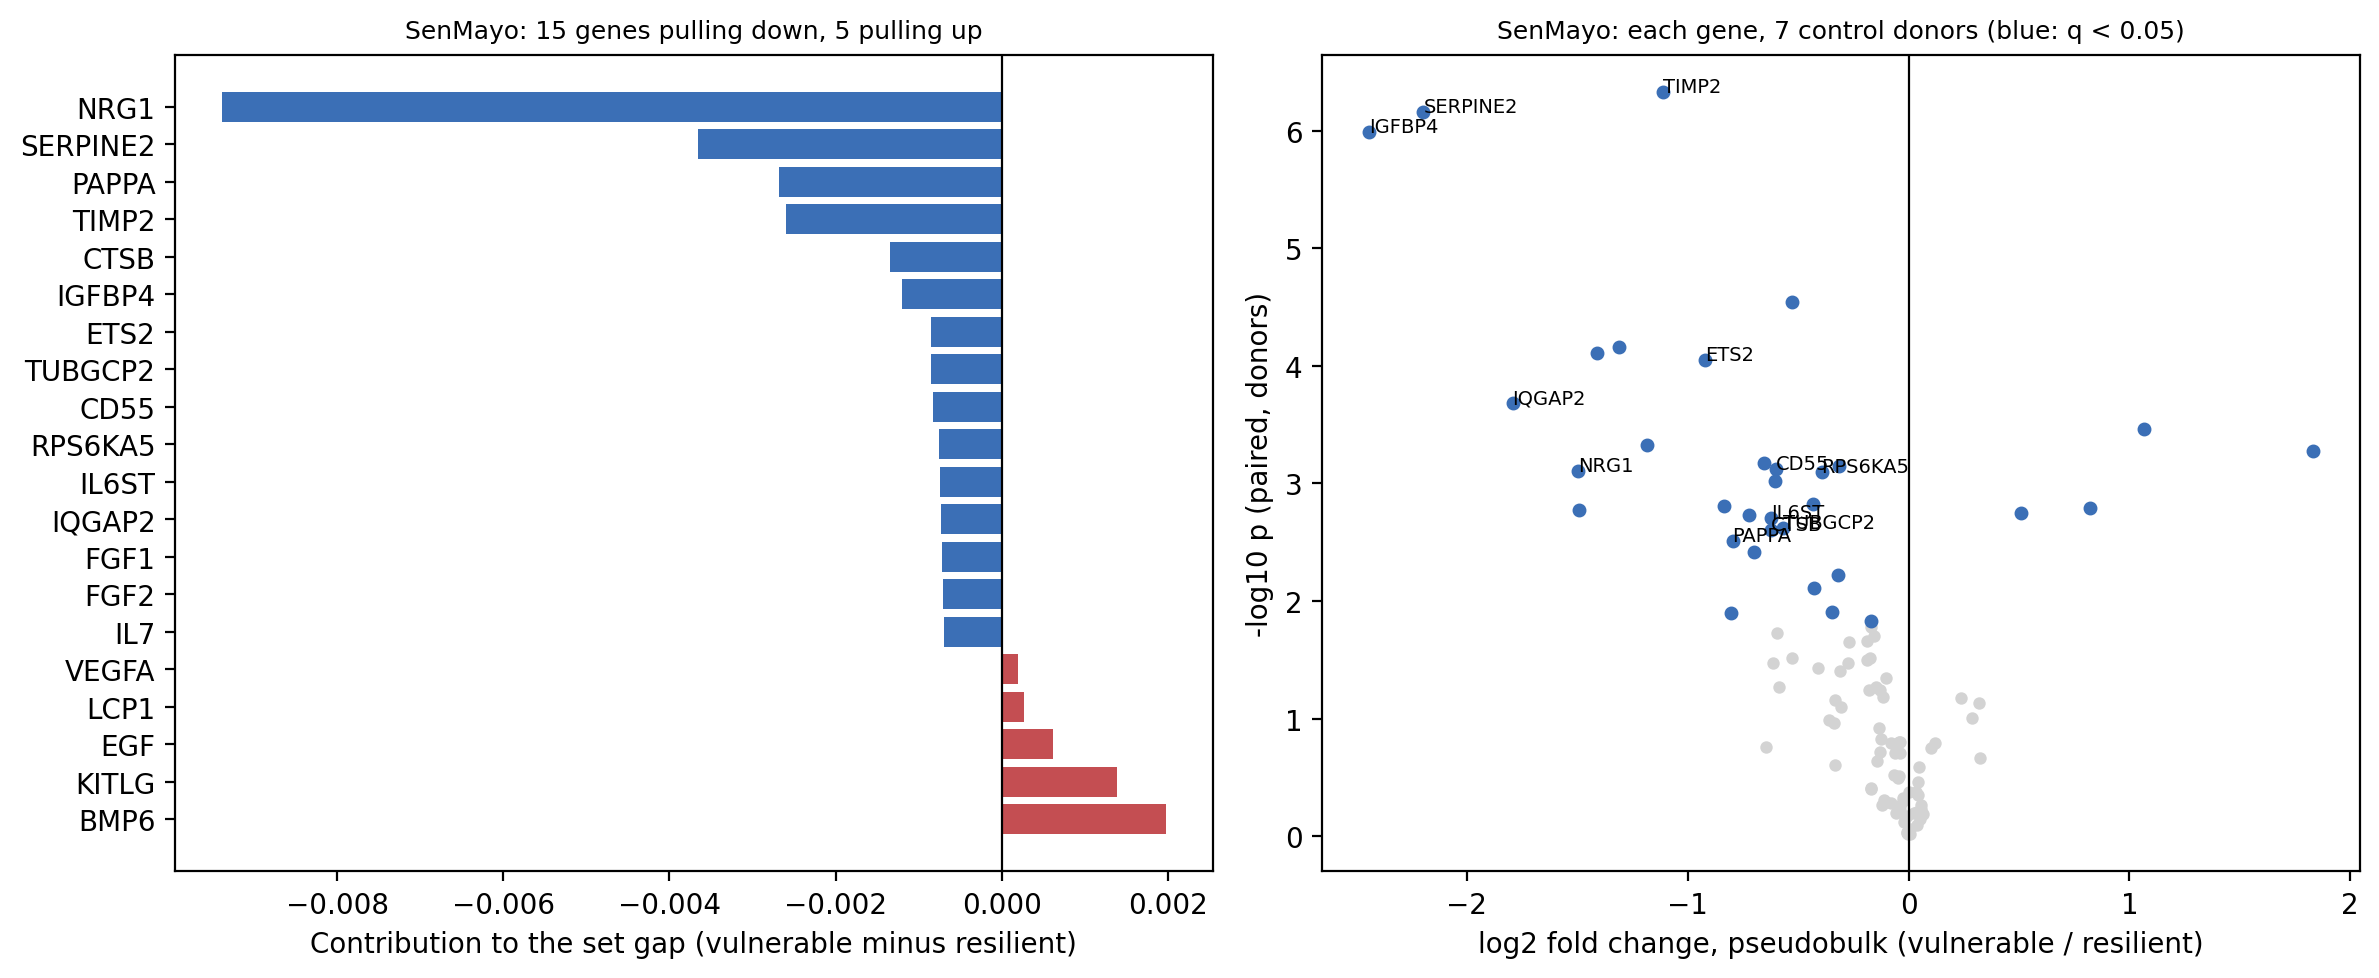 SenMayo: 15 genes pulling down, 5 pulling up
NRG1
SERPINE2
PAPPA
TIMP2
CTSB
IGFBP4
ETS2
TUBGCP2
CD55
RPS6KA5
IL6ST
IQGAP2
FGF1
FGF2
IL7
VEGFA
LCP1
EGF
KITLG
BMP6
−0.008 −0.006 −0.004 −0.002 0.000 0.002
Contribution to the set gap (vulnerable minus resilient)
SenMayo: each gene, 7 control donors (blue: q < 0.05)
-log10 p (paired, donors)
6
5
4
3
2
1
0
TIMP2
SERPINE2
IGFBP4
ETS2
IQGAP2
NRG1
CD55
RPS6KA5
IL6ST
CTSB
TUBGCP2
PAPPA
−2 −1 0 1 2
log2 fold change, pseudobulk (vulnerable / resilient)